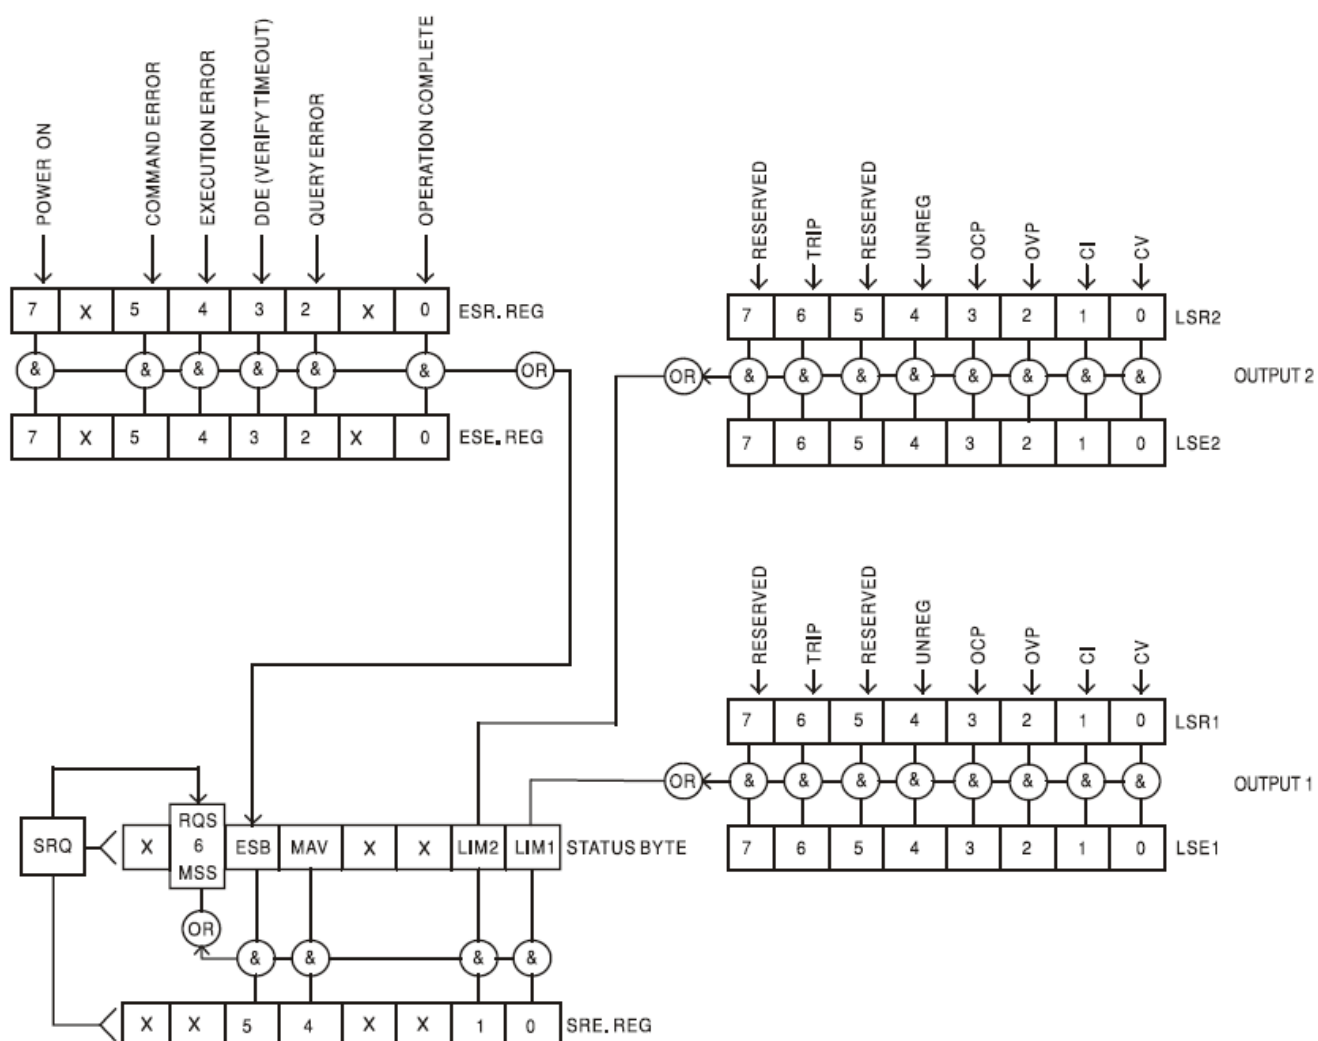 POWER ON
COMMAND ERROR
EXECUTION ERROR
DDE (VERIFY TIMEOUT)
QUERY ERROR
OPERATION COMPLETE
7 X 5 4 3 2 X 0 ESR. REG
& & & & & & OR
7 X 5 4 3 2 X 0 ESE. REG
RESERVED
TRIP
RESERVED
UNREG
OCP
OVP
CI
CV
7 6 5 4 3 2 1 0 LSR2
OR & & & & & & & & OUTPUT 2
7 6 5 4 3 2 1 0 LSE2
RESERVED
TRIP
RESERVED
UNREG
OCP
OVP
CI
CV
7 6 5 4 3 2 1 0 LSR1
OR & & & & & & & & OUTPUT 1
7 6 5 4 3 2 1 0 LSE1
SRQ
X RQS 6 MSS ESB MAV X X LIM2 LIM1 STATUS BYTE
OR
& & & &
X X 5 4 X X 1 0 SRE. REG